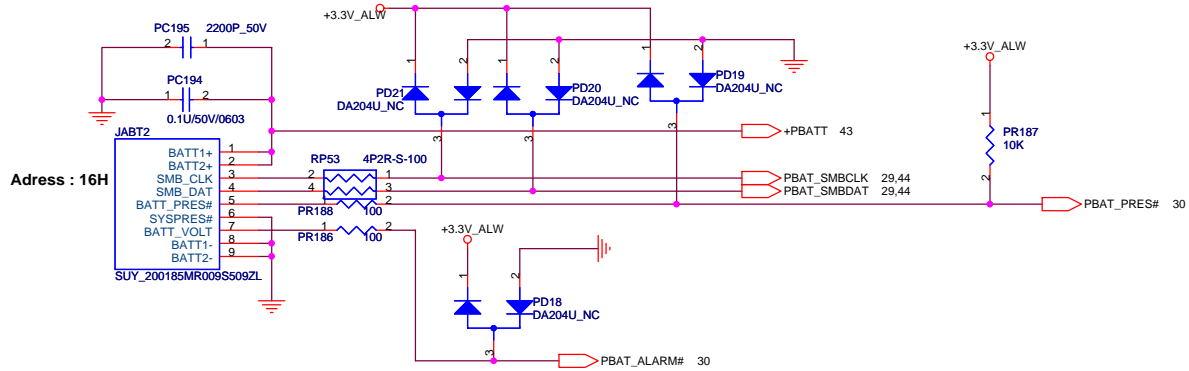 +3.3V_ALW
PC195 2200P_50V
2 1
PC194
1 2
0.1U/50V/0603
1 2 1 2 1 2
PD21
DA204U_NC
PD20
DA204U_NC
PD19
DA204U_NC
3 3 3
+3.3V_ALW
1
PR187
10K
2
+PBATT 43
JABT2
Adress : 16H
BATT1+ 1
BATT2+ 2
SMB_CLK 3
SMB_DAT 4
BATT_PRES# 5
SYSPRES# 6
BATT_VOLT 7
BATT1- 8
BATT2- 9
SUY_200185MR009S509ZL
RP53 4P2R-S-100
2 1
4 3
PBAT_SMBCLK 29,44
PBAT_SMBDAT 29,44
1 2
PR188 100
PBAT_PRES# 30
1 2
PR186 100
+3.3V_ALW
1 2
PD18
DA204U_NC
3
PBAT_ALARM# 30